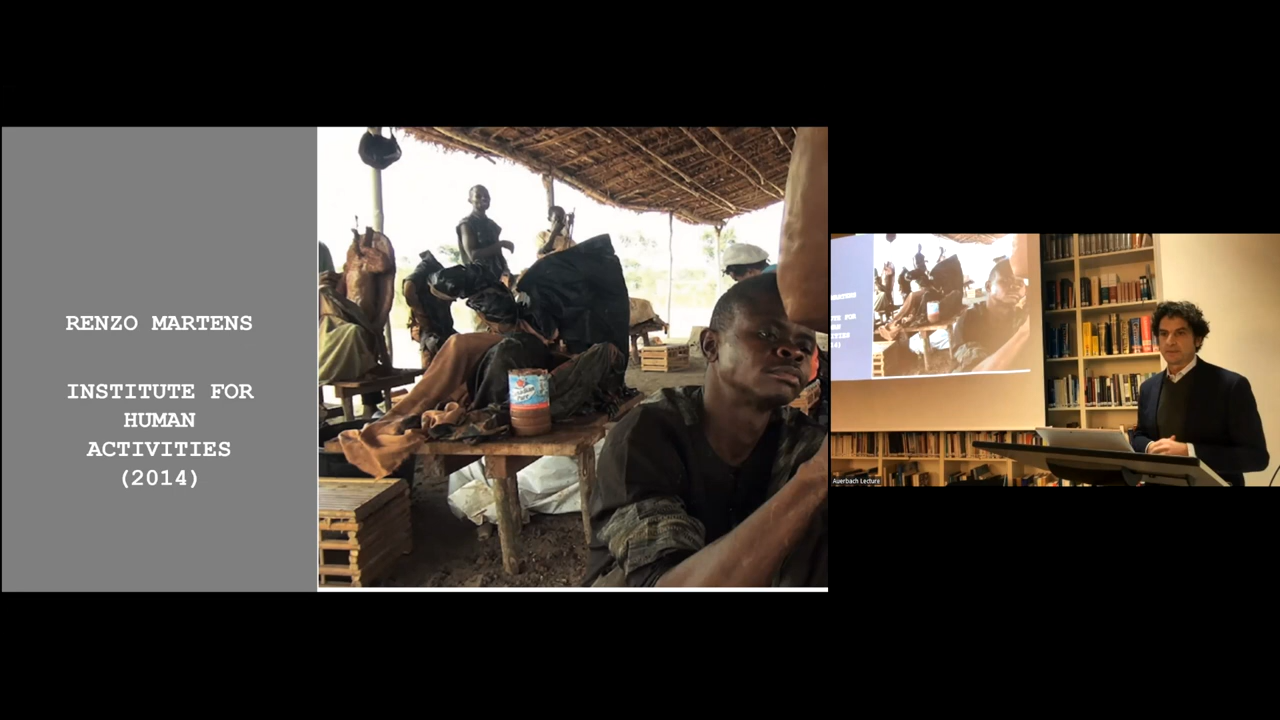 RENZO MARTENS
INSTITUTE FOR
HUMAN
ACTIVITIES
(2014)
Auerbach Lecture